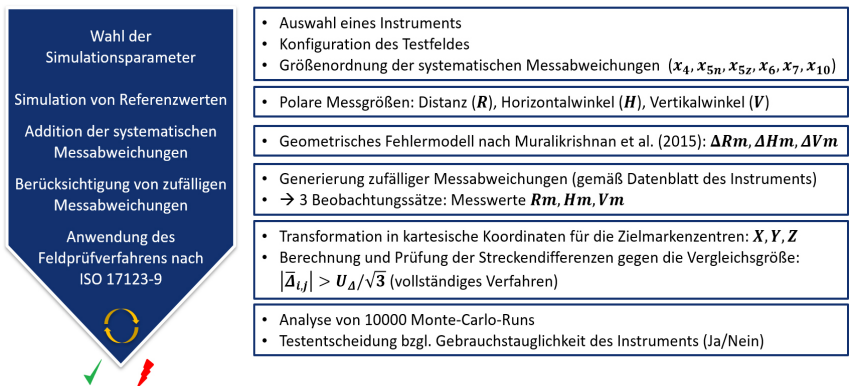 Wahl der
Simulationsparameter
• Auswahl eines Instruments
• Konfiguration des Testfeldes
• Größenordnung der systematischen Messabweichungen (x₄, x₅ₙ, x₅z, x₆, x₇, x₁₀)
Simulation von Referenzwerten
• Polare Messgrößen: Distanz (R), Horizontalwinkel (H), Vertikalwinkel (V)
Addition der systematischen
Messabweichungen
• Geometrisches Fehlermodell nach Muralikrishnan et al. (2015): ΔRm, ΔHm, ΔVm
Berücksichtigung von zufälligen
Messabweichungen
• Generierung zufälliger Messabweichungen (gemäß Datenblatt des Instruments)
• → 3 Beobachtungssätze: Messwerte Rm, Hm, Vm
Anwendung des
Feldprüfverfahrens nach
ISO 17123-9
• Transformation in kartesische Koordinaten für die Zielmarkenzentren: X, Y, Z
• Berechnung und Prüfung der Streckendifferenzen gegen die Vergleichsgröße:
|Δ̅ᵢ,ⱼ| > U_Δ/√3 (vollständiges Verfahren)
• Analyse von 10000 Monte-Carlo-Runs
• Testentscheidung bzgl. Gebrauchstauglichkeit des Instruments (Ja/Nein)